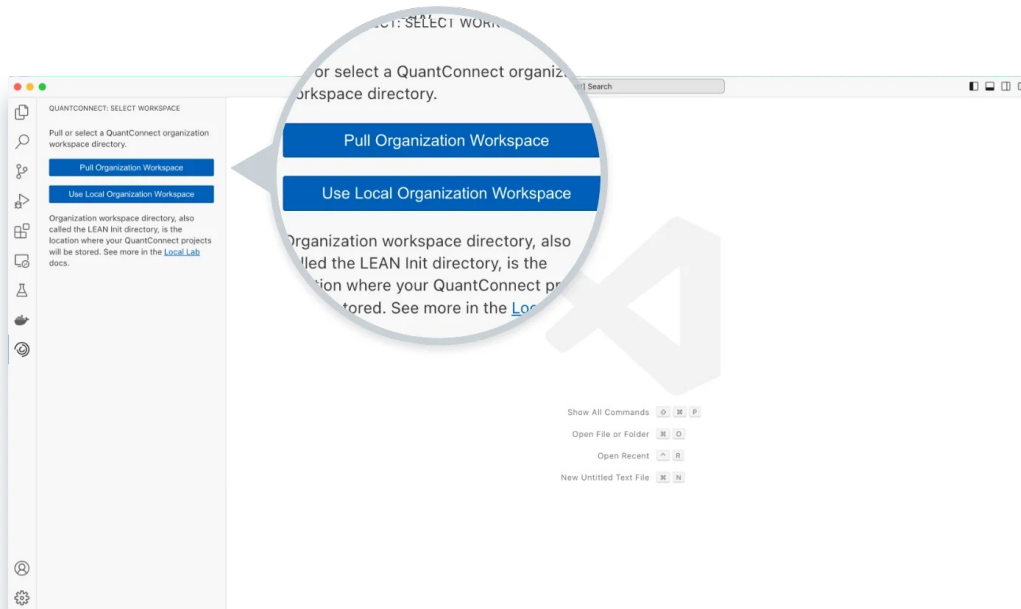 Search
QUANTCONNECT: SELECT WORKSPACE
Pull or select a QuantConnect organization
workspace directory.
Pull Organization Workspace
Use Local Organization Workspace
Organization workspace directory, also
called the LEAN Init directory, is the
location where your QuantConnect projects
will be stored. See more in the Local Lab
docs.
CT: SELECT WOR
or select a QuantConnect organiz
orkspace directory.
Pull Organization Workspace
Use Local Organization Workspace
Organization workspace directory, also
lled the LEAN Init directory, is the
tion where your QuantConnect pr
tored. See more in the Loc
Show All Commands ⇧ ⌘ P
Open File or Folder ⌘ O
Open Recent ^ R
New Untitled Text File ⌘ N